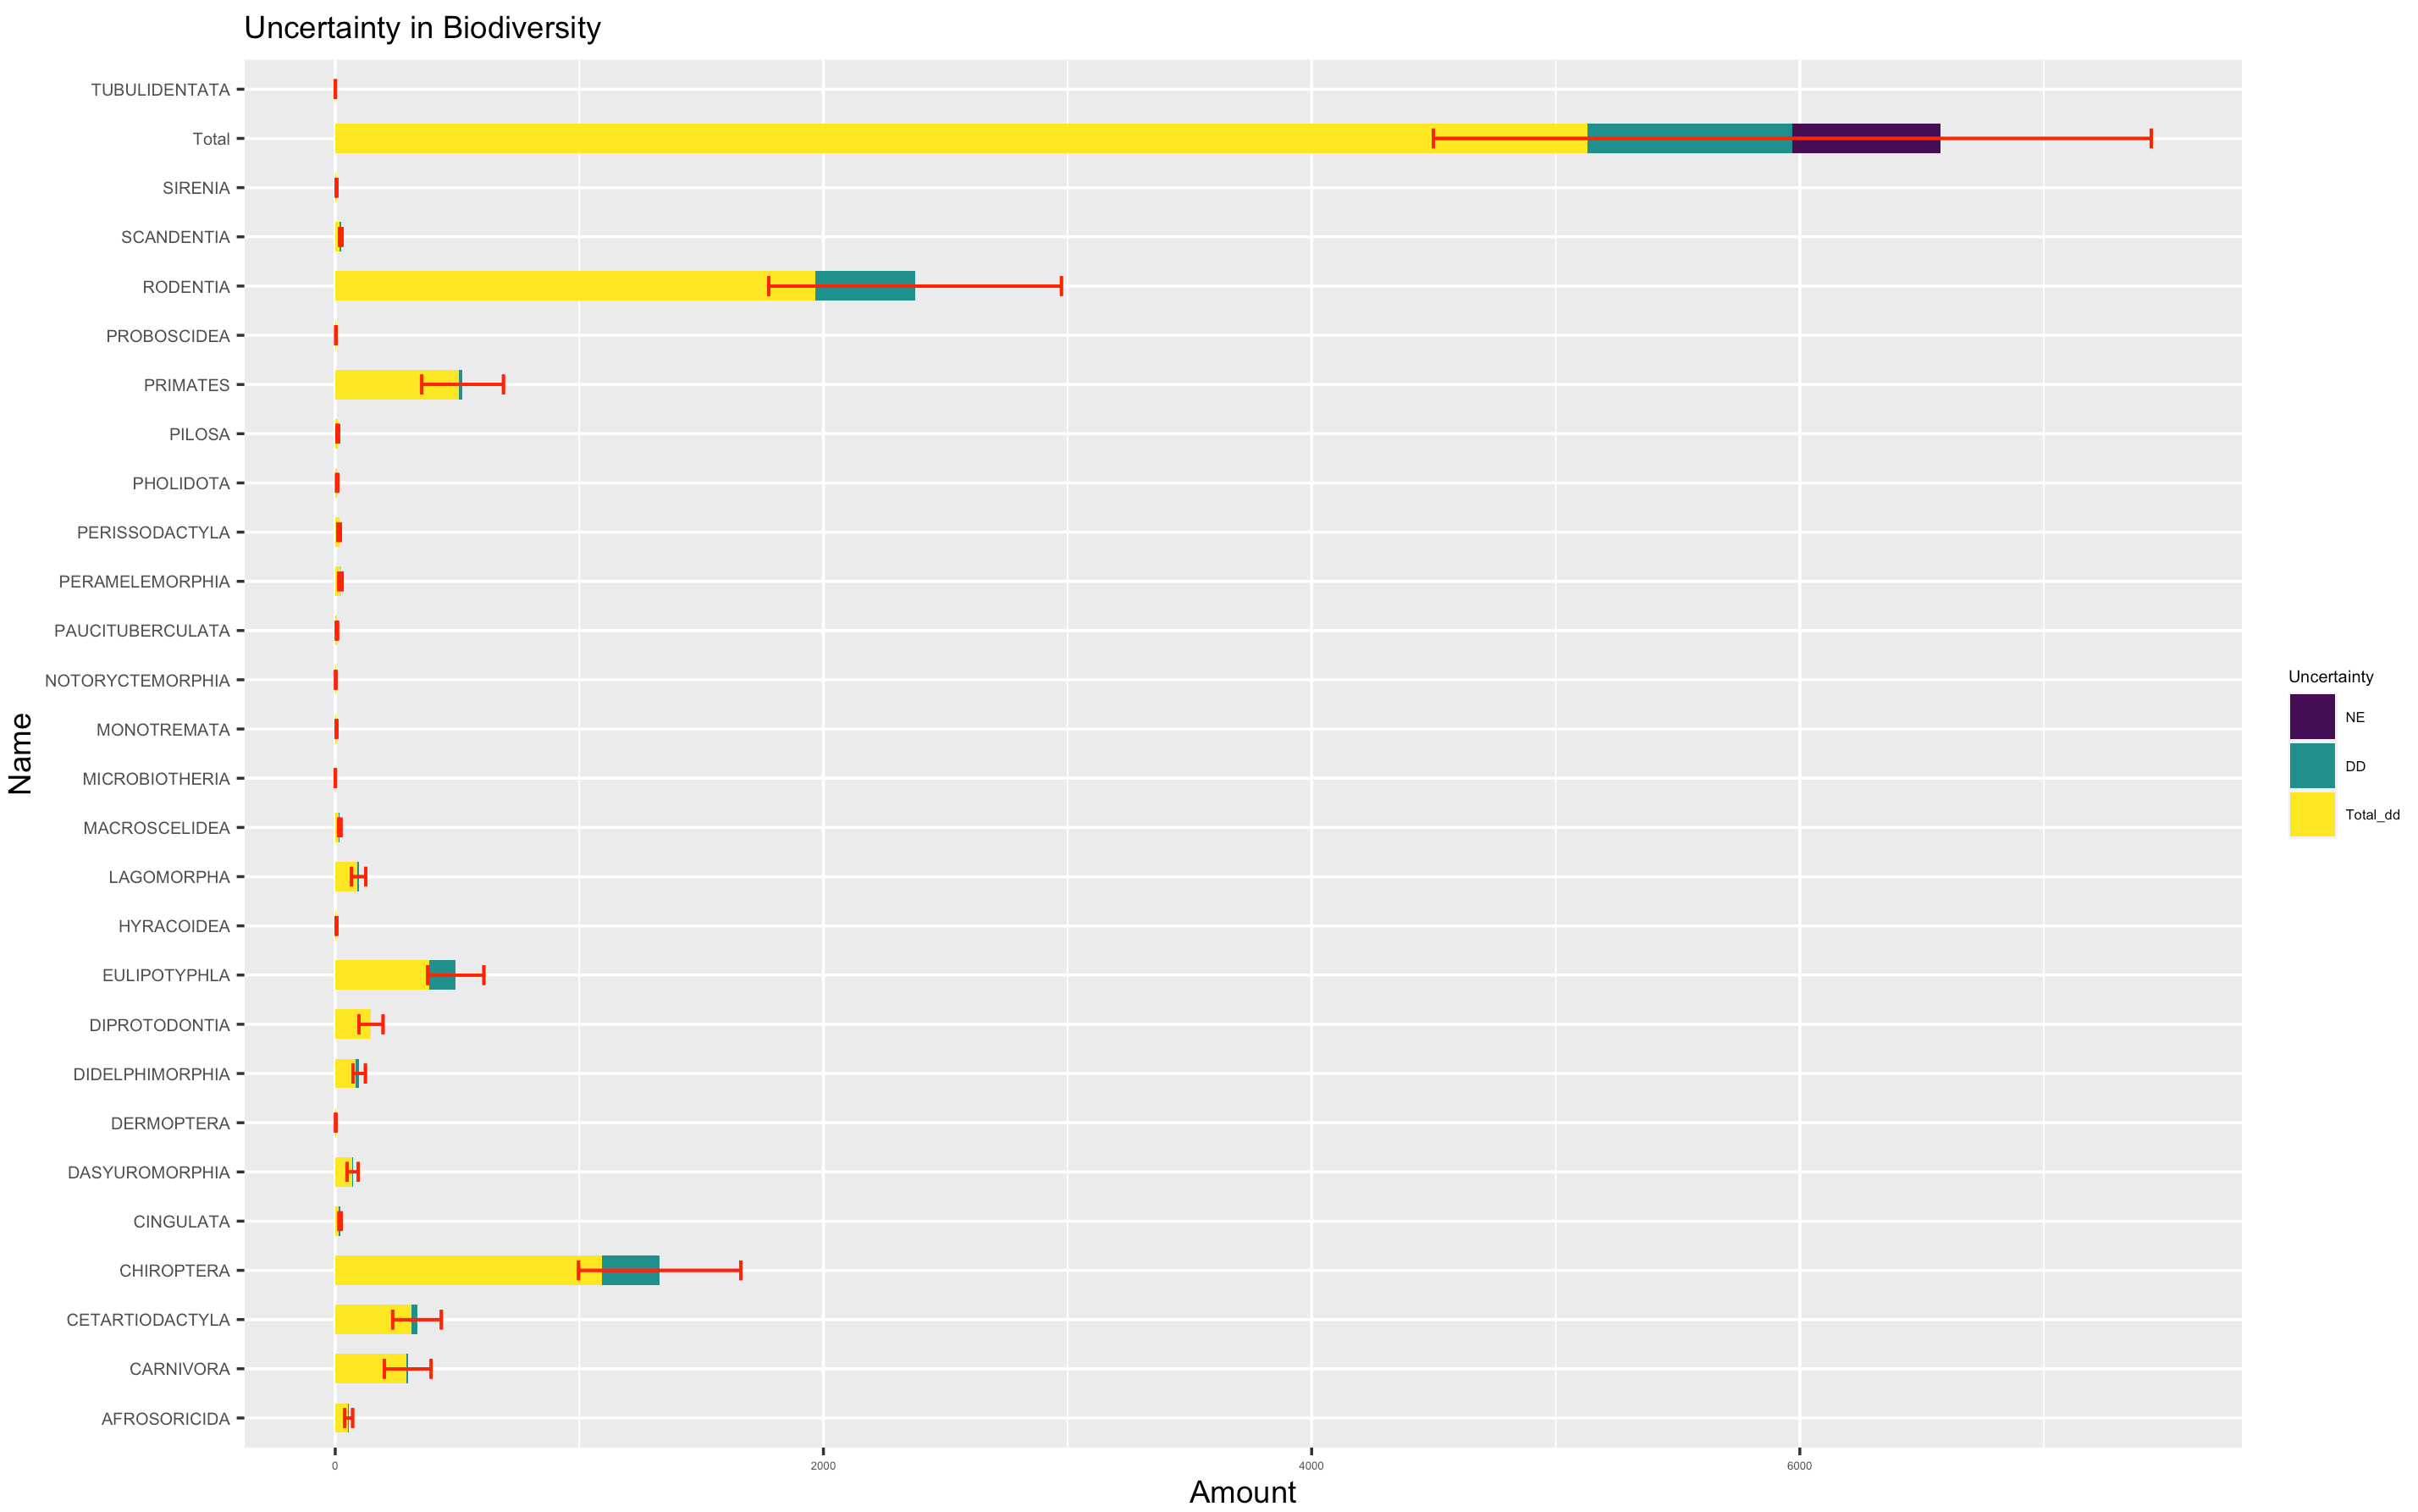 Uncertainty in Biodiversity
TUBULIDENTATA
Total
SIRENIA
SCANDENTIA
RODENTIA
PROBOSCIDEA
PRIMATES
PILOSA
PHOLIDOTA
PERISSODACTYLA
PERAMELEMORPHIA
PAUCITUBERCULATA
NOTORYCTEMORPHIA
MONOTREMATA
MICROBIOTHERIA
MACROSCELIDEA
LAGOMORPHA
HYRACOIDEA
EULIPOTYPHLA
DIPROTODONTIA
DIDELPHIMORPHIA
DERMOPTERA
DASYUROMORPHIA
CINGULATA
CHIROPTERA
CETARTIODACTYLA
CARNIVORA
AFROSORICIDA
Name
0 2000 4000 6000
Amount
Uncertainty
NE
DD
Total_dd